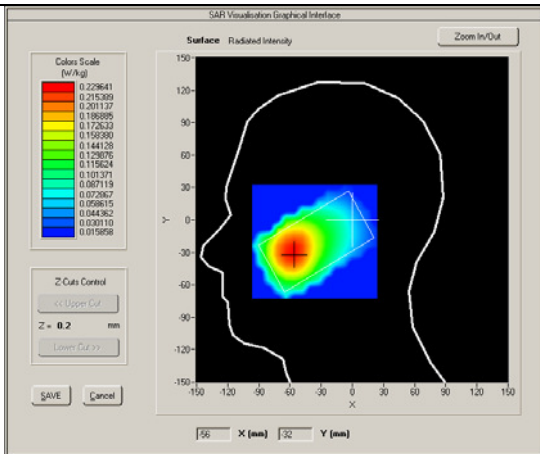 SAR Visualisation Graphical Interface
Surface Radiated Intensity
Zoom In/Out
Colors Scale
(W/kg)
0.229641
0.215389
0.201137
0.186885
0.172633
0.158380
0.144128
0.129876
0.115624
0.101371
0.087119
0.072867
0.058615
0.044362
0.030110
0.015858
150
120
90
60
30
0
-30
-60
-90
-120
-150
Y
-150 -120 -90 -60 -30 0 30 60 90 120 150
X
Z Cuts Control
<< Upper Cut
Z = 0.2 mm
Lower Cut >>
SAVE Cancel
-56 X (mm) -32 Y (mm)